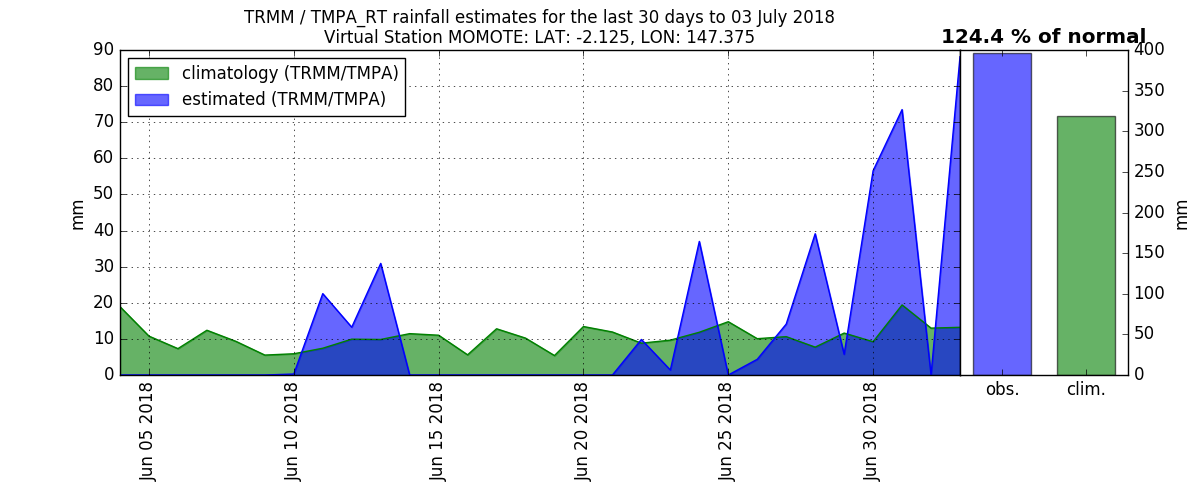 TRMM / TMPA_RT rainfall estimates for the last 30 days to 03 July 2018
Virtual Station MOMOTE: LAT: -2.125, LON: 147.375
124.4 % of normal
climatology (TRMM/TMPA)
estimated (TRMM/TMPA)
90
80
70
60
50
40
30
20
10
0
mm
Jun 05 2018
Jun 10 2018
Jun 15 2018
Jun 20 2018
Jun 25 2018
Jun 30 2018
obs.
clim.
400
350
300
250
200
150
100
50
0
mm